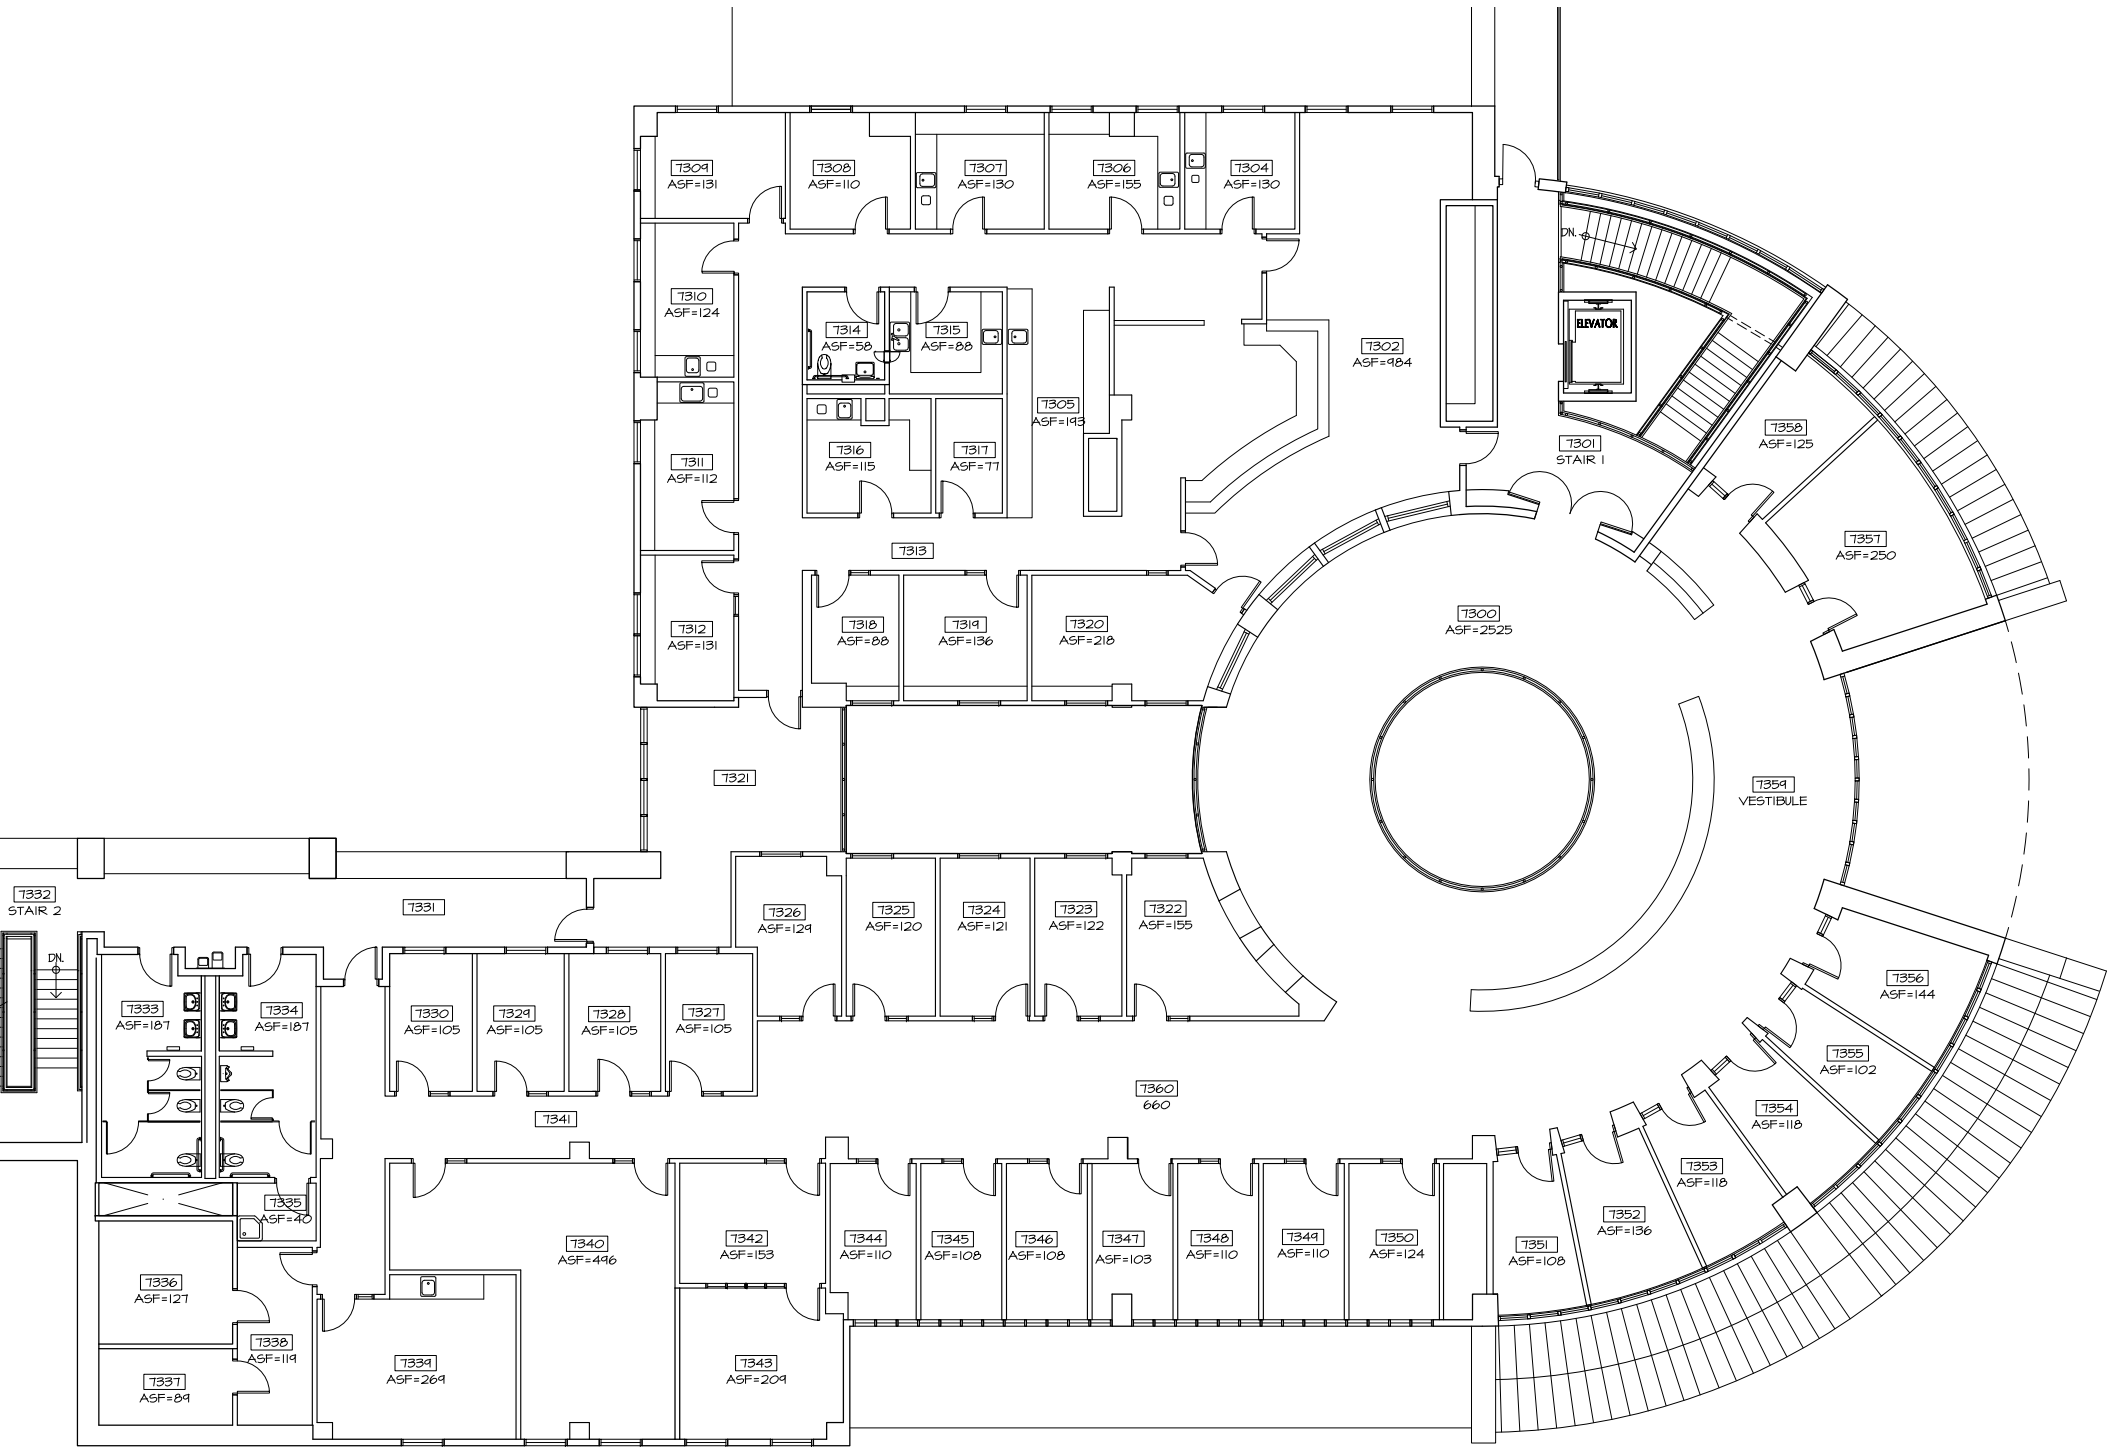 7309
ASF=131
7308
ASF=110
7307
ASF=130
7306
ASF=155
7304
ASF=130
DN.
7310
ASF=124
7314
ASF=58
7315
ASF=88
ELEVATOR
7302
ASF=984
7305
ASF=193
7358
ASF=125
7301
STAIR 1
7311
ASF=112
7316
ASF=115
7317
ASF=77
7357
ASF=250
7313
7300
ASF=2525
7312
ASF=131
7318
ASF=88
7319
ASF=136
7320
ASF=218
7321
7359
VESTIBULE
7332
STAIR 2
7331
7326
ASF=129
7325
ASF=120
7324
ASF=121
7323
ASF=122
7322
ASF=155
DN.
7356
ASF=144
7333
ASF=187
7334
ASF=187
7330
ASF=105
7329
ASF=105
7328
ASF=105
7327
ASF=105
7355
ASF=102
7360
660
7354
ASF=118
7341
7353
ASF=118
7335
ASF=40
7352
ASF=136
7340
ASF=496
7342
ASF=153
7344
ASF=110
7345
ASF=108
7346
ASF=108
7347
ASF=103
7348
ASF=110
7349
ASF=110
7350
ASF=124
7351
ASF=108
7336
ASF=127
7338
ASF=119
7339
ASF=269
7343
ASF=209
7337
ASF=89